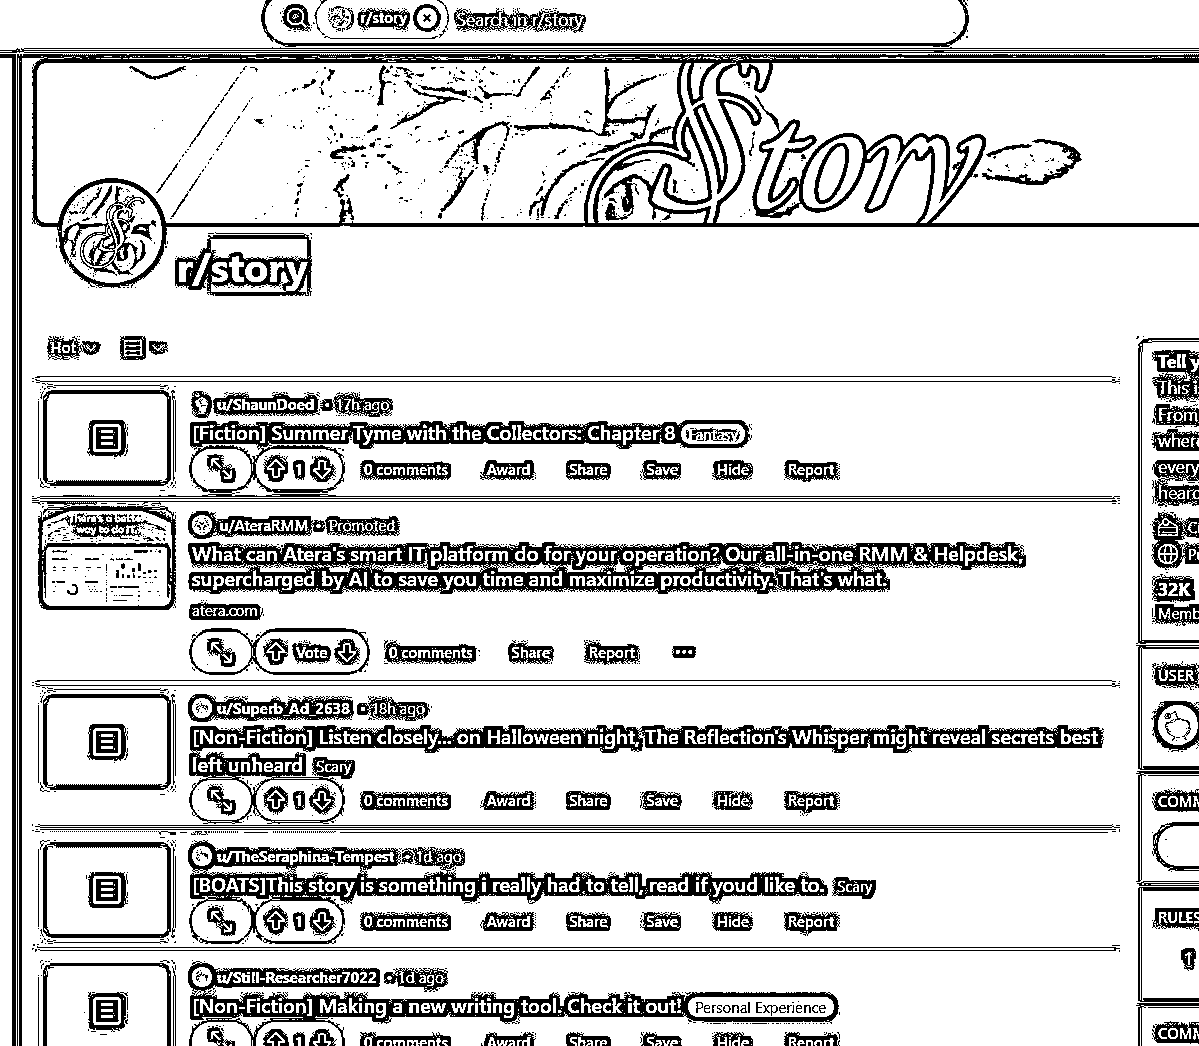 r/story Search in r/story
Story
r/story
Hot
u/ShaunDoed • 17h ago
[Fiction] Summer Tyme with the Collectors: Chapter 8 Fantasy
1 0 comments Award Share Save Hide Report
There's a better
way to do IT.
u/AteraRMM • Promoted
What can Atera's smart IT platform do for your operation? Our all-in-one RMM & Helpdesk,
supercharged by AI to save you time and maximize productivity. That's what.
atera.com
Vote 0 comments Share Report ...
u/Superb_Ad_2638 • 18h ago
[Non-Fiction] Listen closely... on Halloween night, The Reflection's Whisper might reveal secrets best
left unheard Scary
1 0 comments Award Share Save Hide Report
u/TheSeraphina-Tempest • 1d ago
[BOATS]This story is something i really had to tell, read if youd like to. Scary
1 0 comments Award Share Save Hide Report
u/Still-Researcher7022 • 1d ago
[Non-Fiction] Making a new writing tool. Check it out! Personal Experience
1 0 comments Award Share Save Hide Report
Tell y
This i
From
when
every
heard
C
P
32K
Memb
USER
COMM
RULES
1
COMM